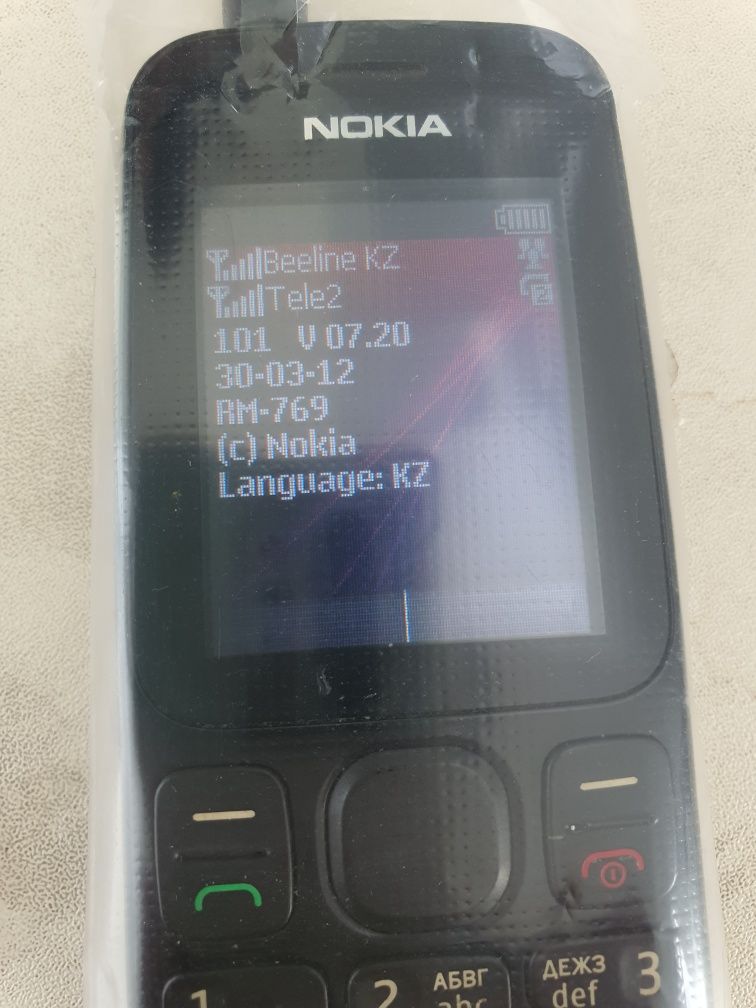 NOKIA
Beeline KZ
Tele2
101 V 07.20
30-03-12
RM-769
(c) Nokia
Language: KZ
1 2 АБВГ abc ДЕЖЗ def 3